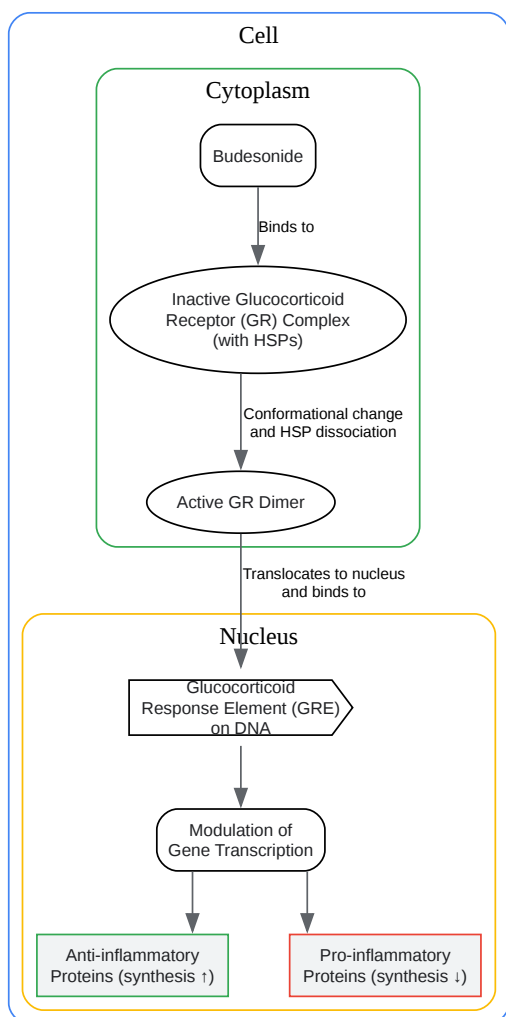 Cell
Cytoplasm
Budesonide
Binds to
Inactive Glucocorticoid
Receptor (GR) Complex
(with HSPs)
Conformational change
and HSP dissociation
Active GR Dimer
Translocates to nucleus
and binds to
Nucleus
Glucocorticoid
Response Element (GRE)
on DNA
Modulation of
Gene Transcription
Anti-inflammatory
Proteins (synthesis ↑)
Pro-inflammatory
Proteins (synthesis ↓)